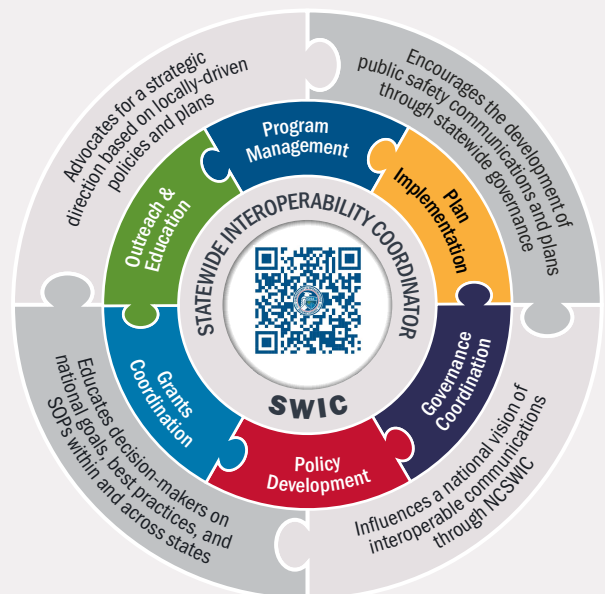 Advocates for a strategic
direction based on locally-driven
policies and plans
Encourages the development of
public safety communications and plans
through statewide governance
Program
Management
Plan
Implementation
Outreach &
Education
STATEWIDE INTEROPERABILITY COORDINATOR
SWIC
Governance
Coordination
Grants
Coordination
Policy
Development
Educates decision-makers on
national goals, best practices, and
SOPs within and across states
Influences a national vision of
interoperable communications
through NCSWIC